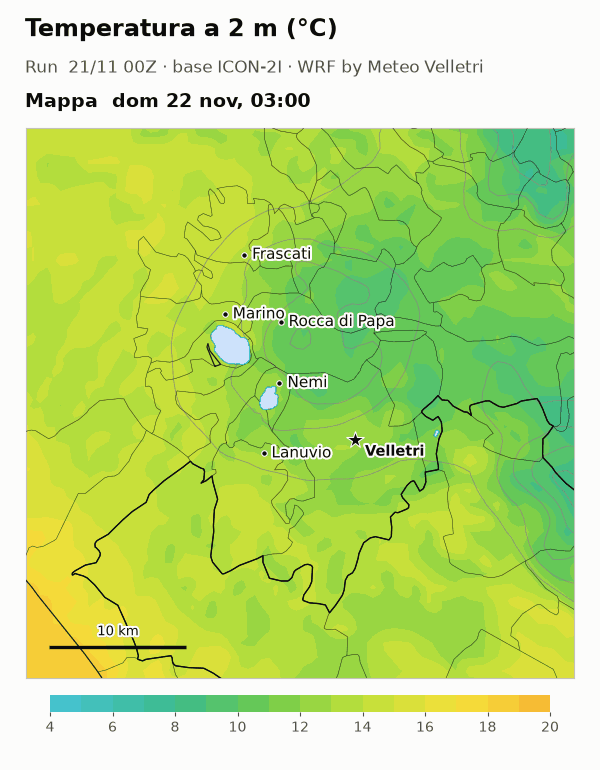 Temperatura a 2 m (°C)
Run  21/11 00Z · base ICON-2I · WRF by Meteo Velletri
Mappa  dom 22 nov, 03:00
Frascati
Marino
Rocca di Papa
Nemi
Velletri
Lanuvio
10 km
4 6 8 10 12 14 16 18 20